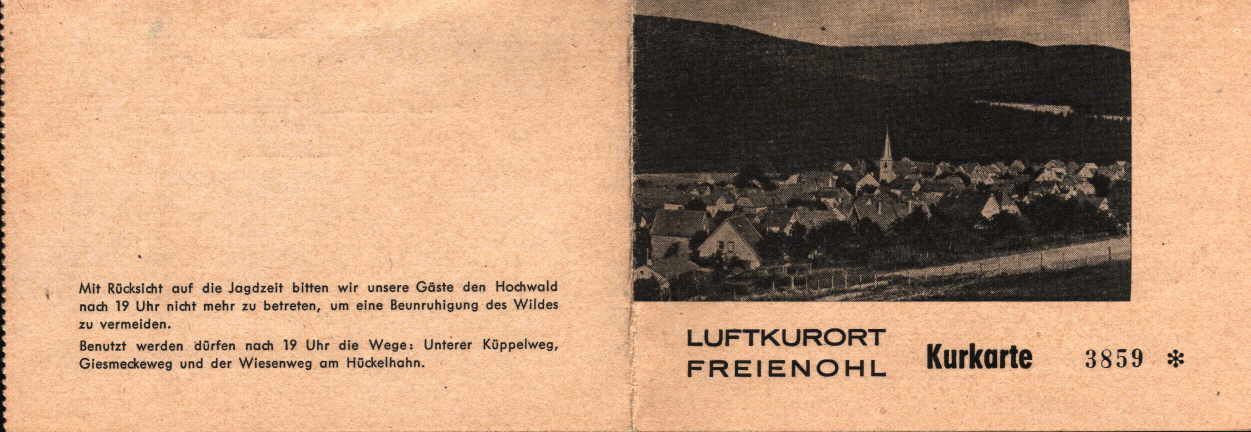 Mit Rücksicht auf die Jagdzeit bitten wir unsere Gäste den Hochwald
nach 19 Uhr nicht mehr zu betreten, um eine Beunruhigung des Wildes
zu vermeiden.
Benutzt werden dürfen nach 19 Uhr die Wege: Unterer Küppelweg,
Giesmeckeweg und der Wiesenweg am Hückelhahn.
LUFTKURORT
FREIENOHL
Kurkarte 3859 *